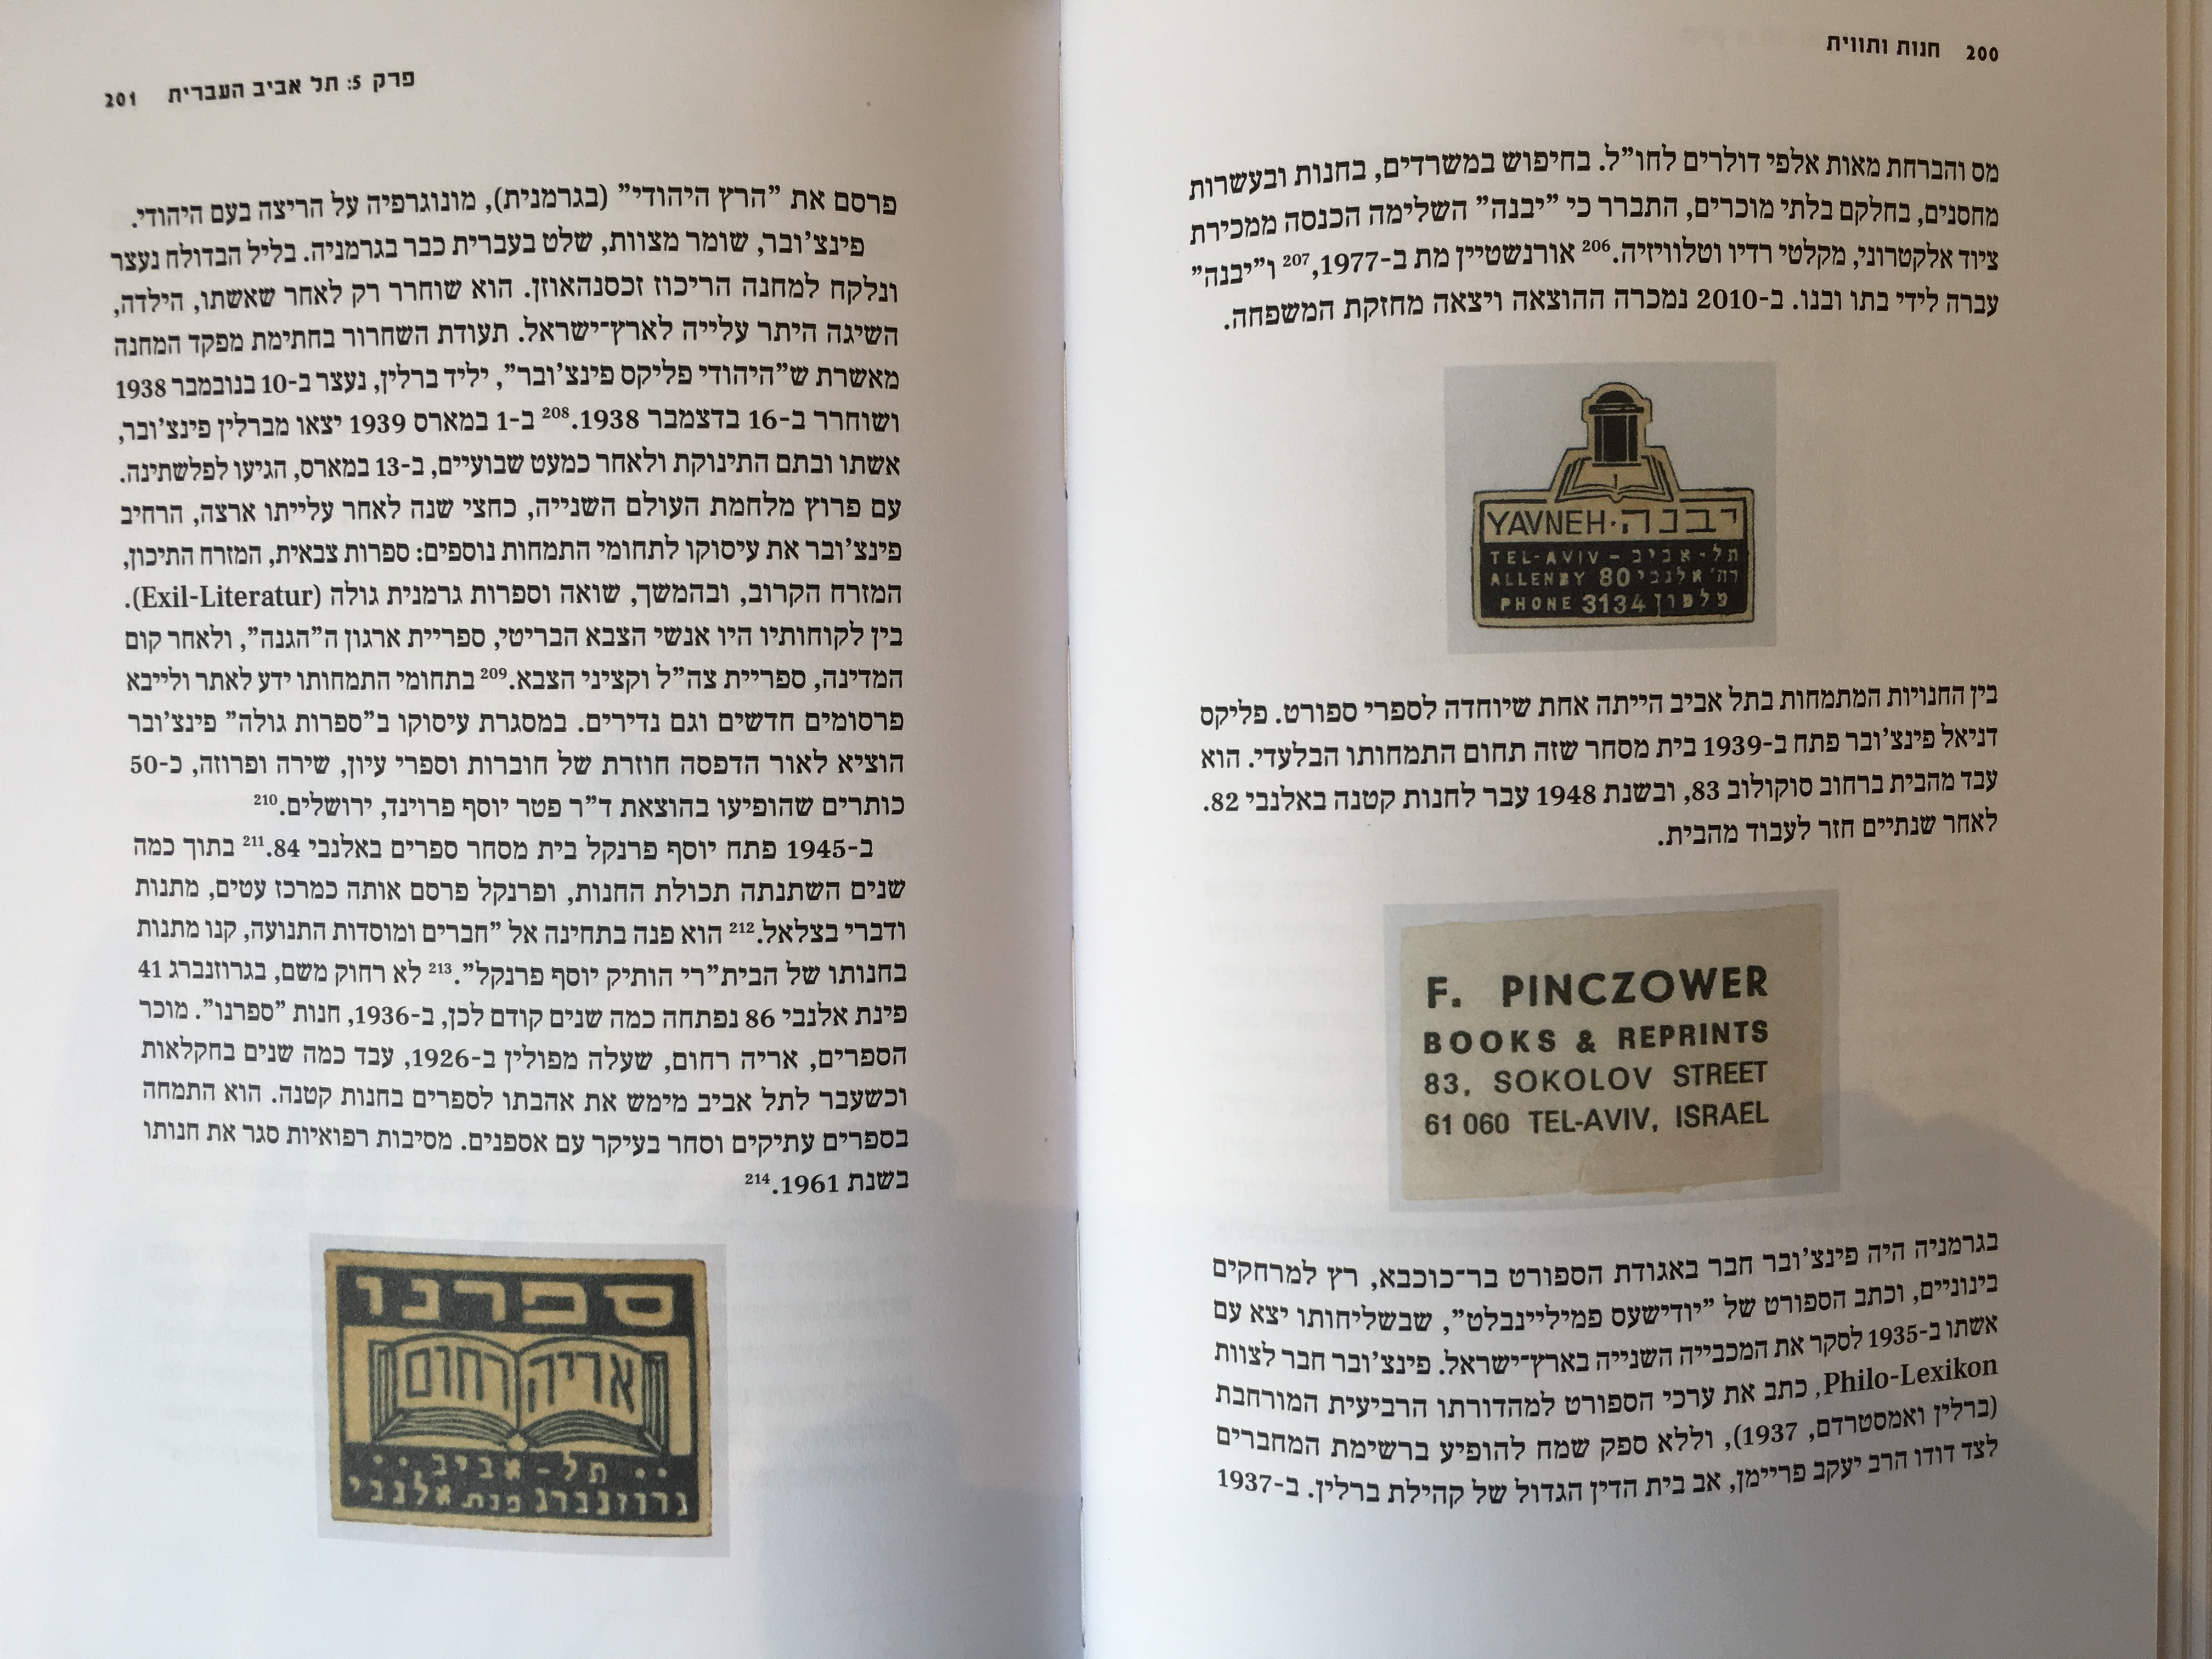 200 חנות ותווית
מס והברחת מאות אלפי דולרים לחו״ל. בחיפוש במשרדים, בחנות ובעשרות
מחסנים, בחלקם בלתי מוכרים, התברר כי ״יבנה״ השלימה הכנסה ממכירת
ציוד אלקטרוני, מקלטי רדיו וטלוויזיה.²⁰⁶ אורנשטיין מת ב-1977,²⁰⁷ ו״יבנה״
עברה לידי בתו ובנו. ב-2010 נמכרה ההוצאה ויצאה מחזקת המשפחה.
YAVNEH·יבנה
TEL-AVIV – תל-אביב
ALLENBY 80 רח׳ אלנבי
PHONE 3134 טלפון
בין החנויות המתמחות בתל אביב הייתה אחת שיוחדה לספרי ספורט. פליקס
דניאל פינצ׳ובר פתח ב-1939 בית מסחר שזה תחום התמחותו הבלעדי. הוא
עבד מהבית ברחוב סוקולוב 83, ובשנת 1948 עבר לחנות קטנה באלנבי 82.
לאחר שנתיים חזר לעבוד מהבית.
F. PINCZOWER
BOOKS & REPRINTS
83, SOKOLOV STREET
61 060 TEL-AVIV, ISRAEL
בגרמניה היה פינצ׳ובר חבר באגודת הספורט בר־כוכבא, רץ למרחקים
בינוניים, וכתב הספורט של ״יודישעס פמיליינבלט״, שבשליחותו יצא עם
אשתו ב-1935 לסקר את המכבייה השנייה בארץ־ישראל. פינצ׳ובר חבר לצוות
Philo-Lexikon, כתב את ערכי הספורט למהדורתו הרביעית המורחבת
(ברלין ואמסטרדם, 1937), וללא ספק שמח להופיע ברשימת המחברים
לצד דודו הרב יעקב פריימן, אב בית הדין הגדול של קהילת ברלין. ב-1937
פרק 5: תל אביב העברית 201
פרסם את ״הרץ היהודי״ (בגרמנית), מונוגרפיה על הריצה בעם היהודי.
פינצ׳ובר, שומר מצוות, שלט בעברית כבר בגרמניה. בליל הבדולח נעצר
ונלקח למחנה הריכוז זכסנהאוזן. הוא שוחרר רק לאחר שאשתו, הילדה,
השיגה היתר עלייה לארץ־ישראל. תעודת השחרור בחתימת מפקד המחנה
מאשרת ש״היהודי פליקס פינצ׳ובר״, יליד ברלין, נעצר ב-10 בנובמבר 1938
ושוחרר ב-16 בדצמבר 1938.²⁰⁸ ב-1 במארס 1939 יצאו מברלין פינצ׳ובר,
אשתו ובתם התינוקת ולאחר כמעט שבועיים, ב-13 במארס, הגיעו לפלשתינה.
עם פרוץ מלחמת העולם השנייה, כחצי שנה לאחר עלייתו ארצה, הרחיב
פינצ׳ובר את עיסוקו לתחומי התמחות נוספים: ספרות צבאית, המזרח התיכון,
המזרח הקרוב, ובהמשך, שואה וספרות גרמנית גולה (Exil-Literatur).
בין לקוחותיו היו אנשי הצבא הבריטי, ספריית ארגון ה״הגנה״, ולאחר קום
המדינה, ספריית צה״ל וקציני הצבא.²⁰⁹ בתחומי התמחותו ידע לאתר ולייבא
פרסומים חדשים וגם נדירים. במסגרת עיסוקו ב״ספרות גולה״ פינצ׳ובר
הוציא לאור הדפסה חוזרת של חוברות וספרי עיון, שירה ופרוזה, כ-50
כותרים שהופיעו בהוצאת ד״ר פטר יוסף פרוינד, ירושלים.²¹⁰
ב-1945 פתח יוסף פרנקל בית מסחר ספרים באלנבי 84.²¹¹ בתוך כמה
שנים השתנתה תכולת החנות, ופרנקל פרסם אותה כמרכז עטים, מתנות
ודברי בצלאל.²¹² הוא פנה בתחינה אל ״חברים ומוסדות התנועה, קנו מתנות
בחנותו של הבית״רי הותיק יוסף פרנקל״.²¹³ לא רחוק משם, בגרוזנברג 41
פינת אלנבי 86 נפתחה כמה שנים קודם לכן, ב-1936, חנות ״ספרנו״. מוכר
הספרים, אריה רחום, שעלה מפולין ב-1926, עבד כמה שנים בחקלאות
וכשעבר לתל אביב מימש את אהבתו לספרים בחנות קטנה. הוא התמחה
בספרים עתיקים וסחר בעיקר עם אספנים. מסיבות רפואיות סגר את חנותו
בשנת 1961.²¹⁴
ספרנו
אריה רחום
תל-אביב
גרוזנברג פנת אלנבי